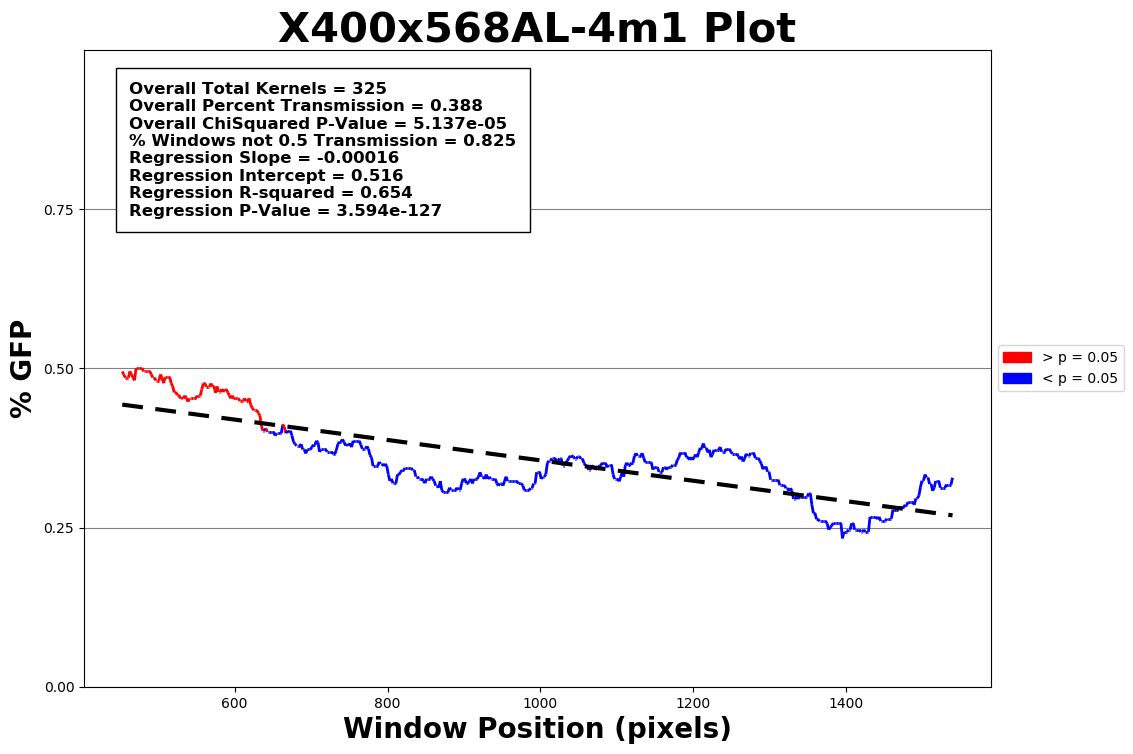 X400x568AL-4m1 Plot
Overall Total Kernels = 325
Overall Percent Transmission = 0.388
Overall ChiSquared P-Value = 5.137e-05
% Windows not 0.5 Transmission = 0.825
Regression Slope = -0.00016
Regression Intercept = 0.516
Regression R-squared = 0.654
Regression P-Value = 3.594e-127
0.75
0.50
0.25
0.00
% GFP
> p = 0.05
< p = 0.05
600
800
1000
1200
1400
Window Position (pixels)